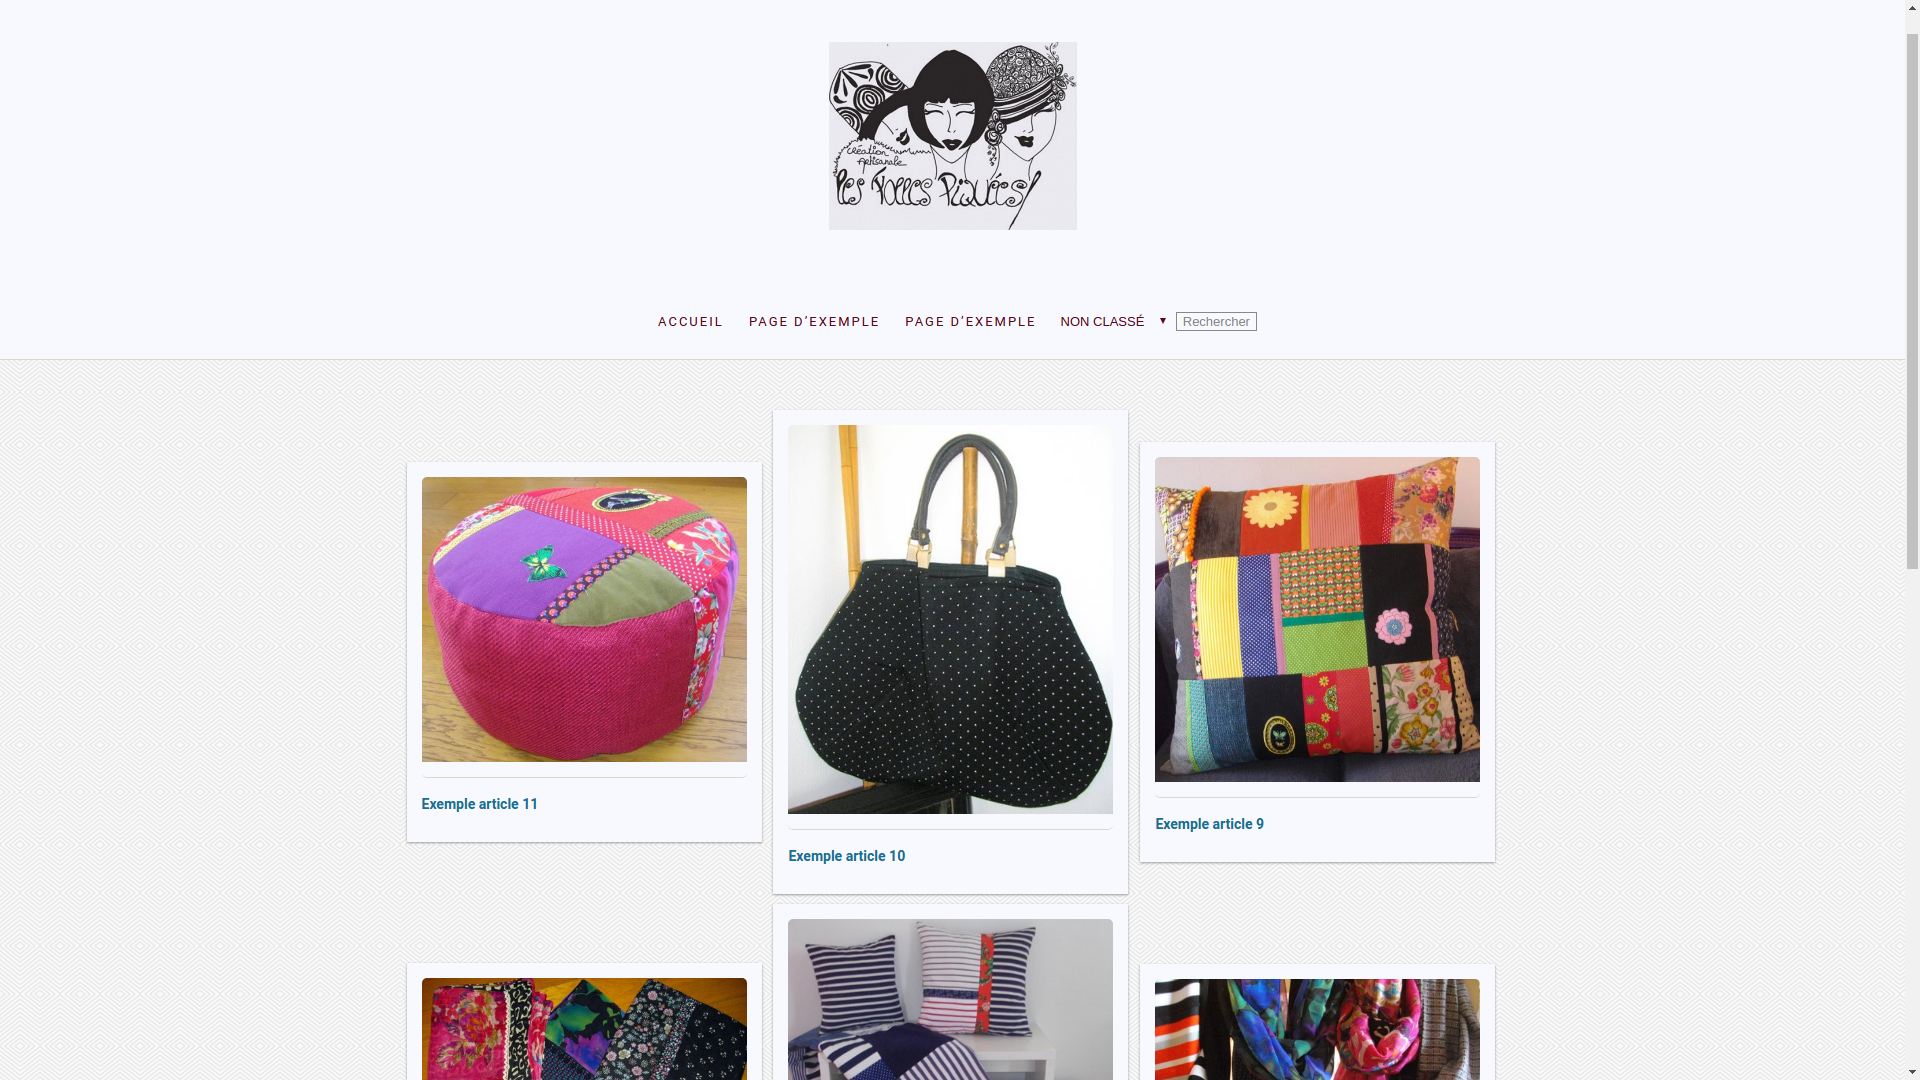 Création
Artisanale
Les Folles Piquées
ACCUEIL PAGE D’EXEMPLE PAGE D’EXEMPLE NON CLASSÉ Rechercher
Exemple article 11
Exemple article 10
Exemple article 9